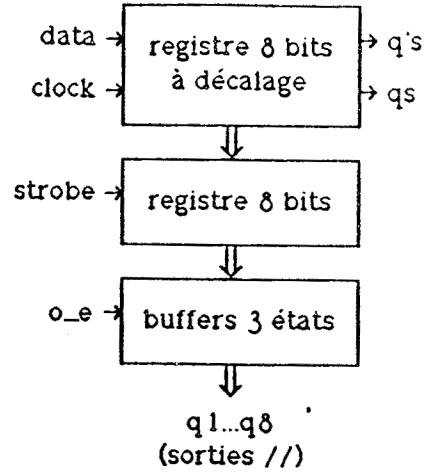 data
registre 8 bits
q's
clock
à décalage
qs
strobe
registre 8 bits
o_e
buffers 3 états
q1...q8
(sorties //)